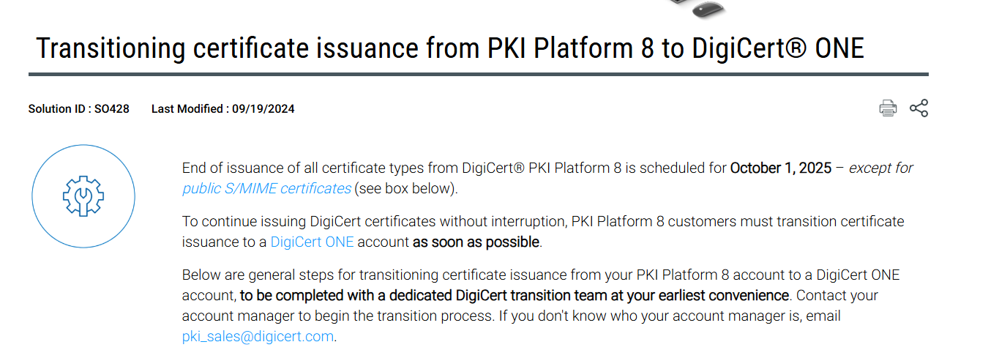 Transitioning certificate issuance from PKI Platform 8 to DigiCert® ONE
Solution ID : SO428 Last Modified : 09/19/2024
End of issuance of all certificate types from DigiCert® PKI Platform 8 is scheduled for October 1, 2025 – except for
public S/MIME certificates (see box below).
To continue issuing DigiCert certificates without interruption, PKI Platform 8 customers must transition certificate
issuance to a DigiCert ONE account as soon as possible.
Below are general steps for transitioning certificate issuance from your PKI Platform 8 account to a DigiCert ONE
account, to be completed with a dedicated DigiCert transition team at your earliest convenience. Contact your
account manager to begin the transition process. If you don't know who your account manager is, email
pki_sales@digicert.com.